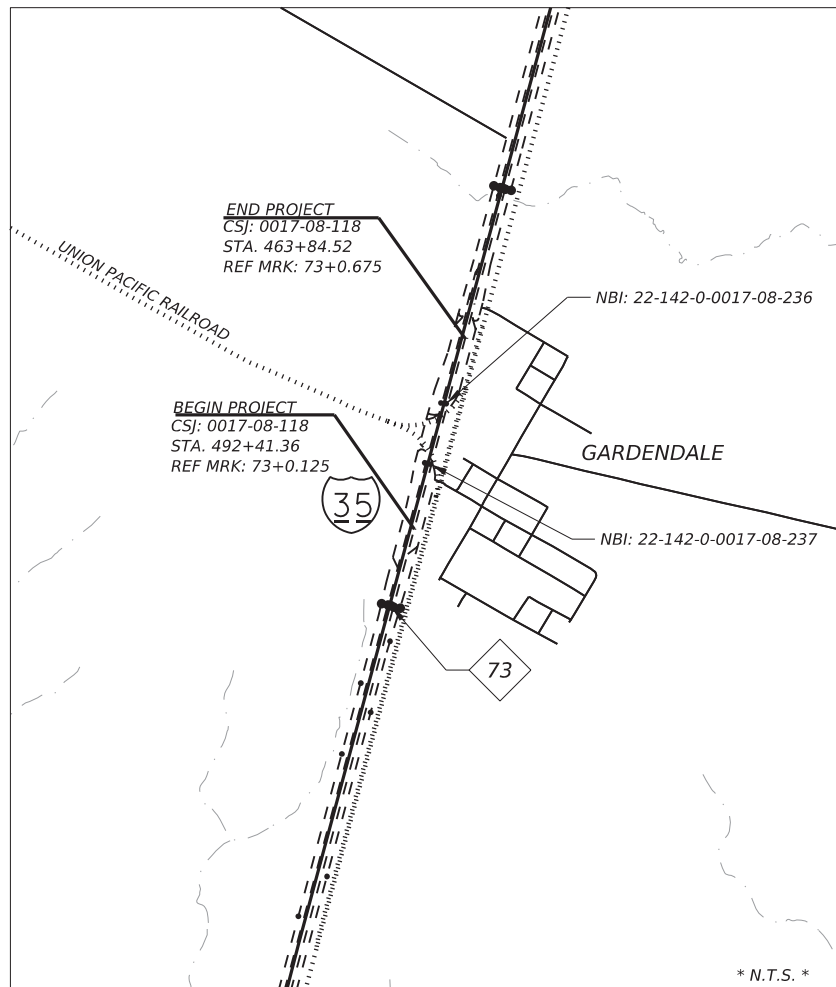 END PROJECT
CSJ: 0017-08-118
STA. 463+84.52
REF MRK: 73+0.675
UNION PACIFIC RAILROAD
NBI: 22-142-0-0017-08-236
BEGIN PROJECT
CSJ: 0017-08-118
STA. 492+41.36
REF MRK: 73+0.125
35
GARDENDALE
NBI: 22-142-0-0017-08-237
73
* N.T.S. *